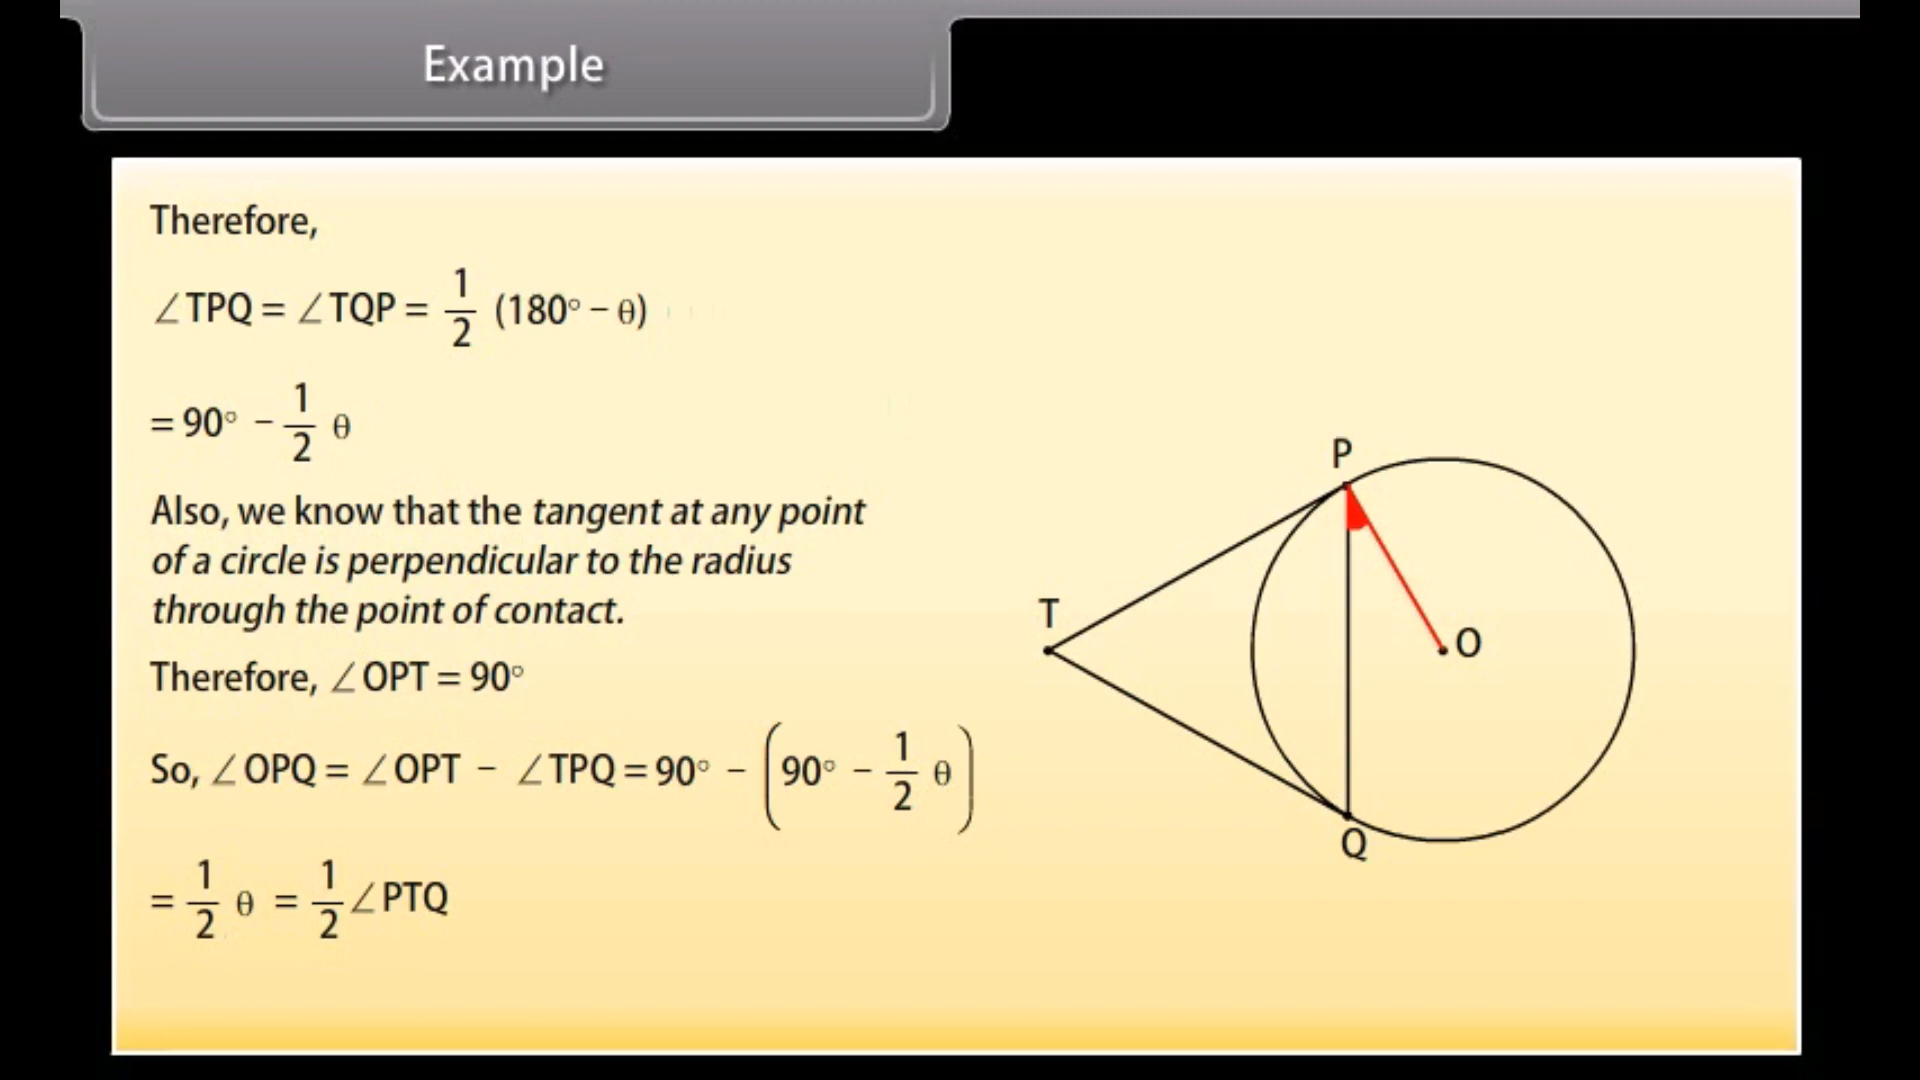 Example
Therefore,
∠TPQ = ∠TQP = 1/2 (180° − θ)
= 90° − 1/2 θ
Also, we know that the tangent at any point
of a circle is perpendicular to the radius
through the point of contact.
Therefore, ∠OPT = 90°
So, ∠OPQ = ∠OPT − ∠TPQ = 90° − (90° − 1/2 θ)
= 1/2 θ = 1/2 ∠PTQ
P
T
O
Q